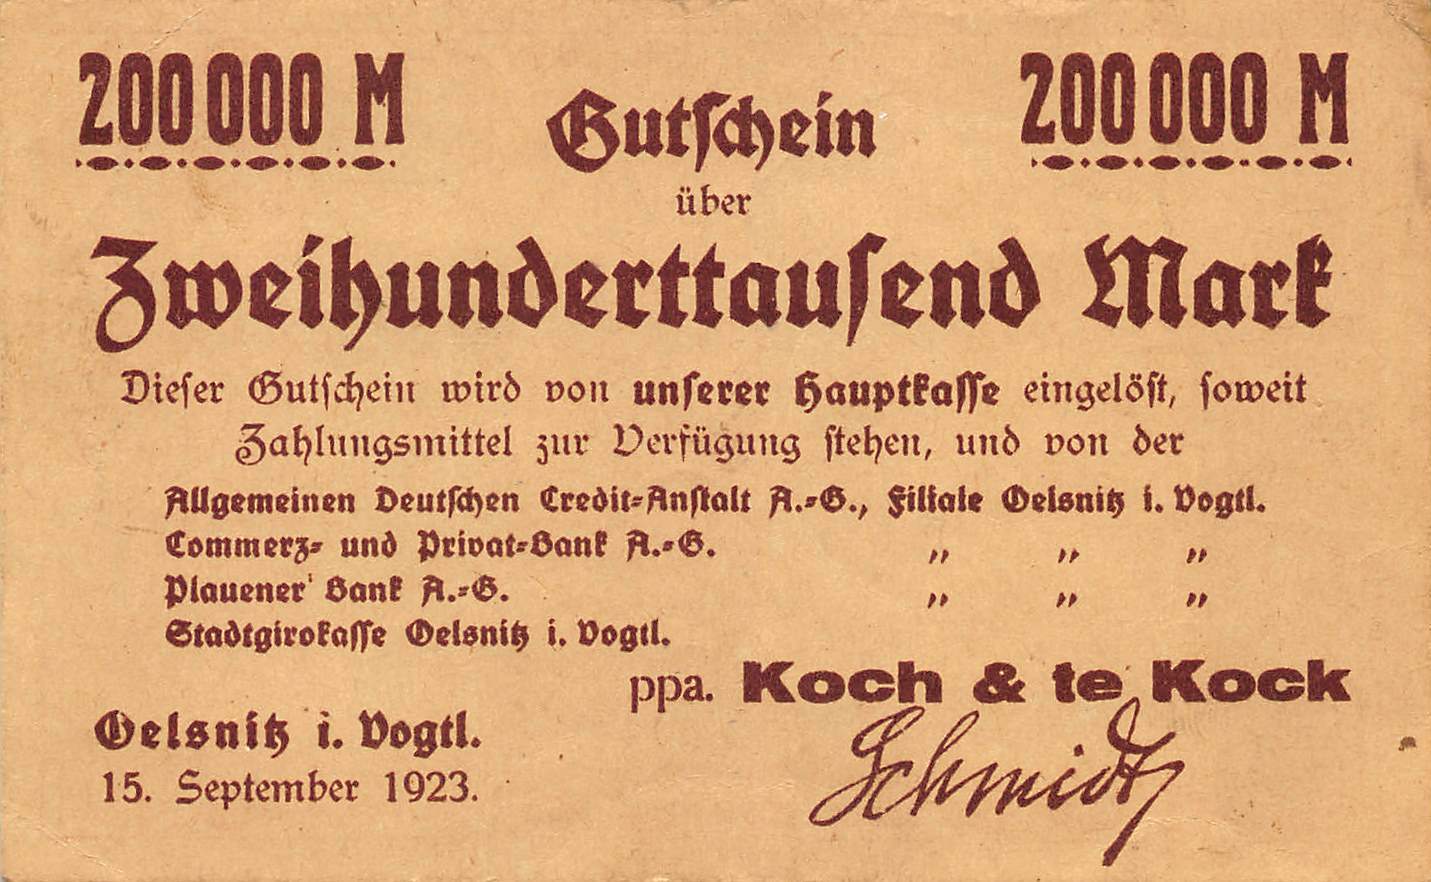 200 000 M
200 000 M
Gutschein
über
Zweihunderttausend Mark
Dieser Gutschein wird von unserer Hauptkasse eingelöst, soweit
Zahlungsmittel zur Verfügung stehen, und von der
Allgemeinen Deutschen Credit-Anstalt A.-G., Filiale Oelsnitz i. Vogtl.
Commerz- und Privat-Bank A.-G. „ „ „
Plauener Bank A.-G. „ „ „
Stadtgirokasse Oelsnitz i. Vogtl.
ppa. Koch & te Kock
Oelsnitz i. Vogtl.
15. September 1923.
Schmidt